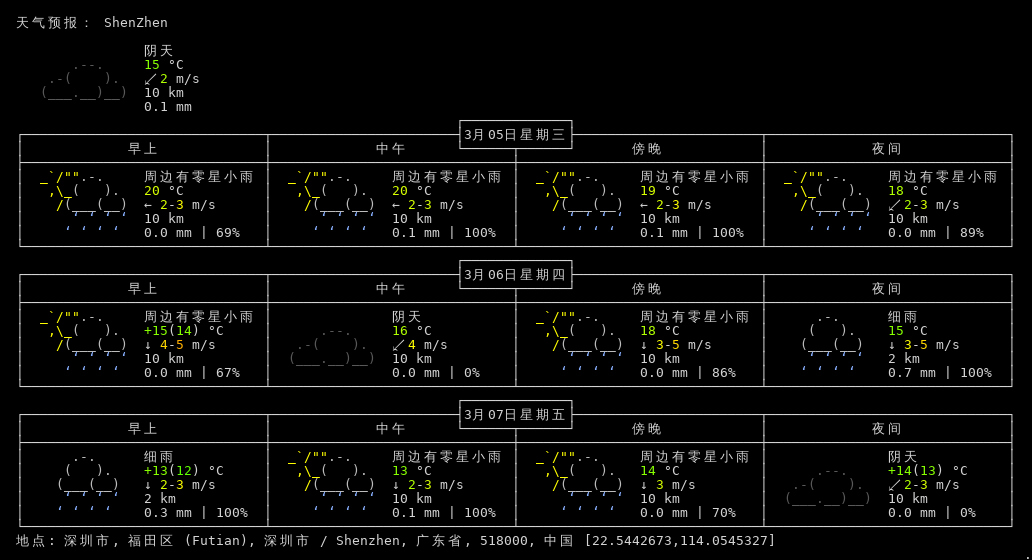 天气预报: ShenZhen
阴天
15 °C
↙2 m/s
10 km
0.1 mm
3月05日星期三
早上 中午 傍晚 夜间
周边有零星小雨 周边有零星小雨 周边有零星小雨 周边有零星小雨
20 °C 20 °C 19 °C 18 °C
← 2-3 m/s ← 2-3 m/s ← 2-3 m/s ↙2-3 m/s
10 km 10 km 10 km 10 km
0.0 mm | 69% 0.1 mm | 100% 0.1 mm | 100% 0.0 mm | 89%
3月06日星期四
早上 中午 傍晚 夜间
周边有零星小雨 阴天 周边有零星小雨 细雨
+15(14) °C 16 °C 18 °C 15 °C
↓ 4-5 m/s ↙4 m/s ↓ 3-5 m/s ↓ 3-5 m/s
10 km 10 km 10 km 2 km
0.0 mm | 67% 0.0 mm | 0% 0.0 mm | 86% 0.7 mm | 100%
3月07日星期五
早上 中午 傍晚 夜间
细雨 周边有零星小雨 周边有零星小雨 阴天
+13(12) °C 13 °C 14 °C +14(13) °C
↓ 2-3 m/s ↓ 2-3 m/s ↓ 3 m/s ↙2-3 m/s
2 km 10 km 10 km 10 km
0.3 mm | 100% 0.1 mm | 100% 0.0 mm | 70% 0.0 mm | 0%
地点: 深圳市, 福田区 (Futian), 深圳市 / Shenzhen, 广东省, 518000, 中国 [22.5442673,114.0545327]